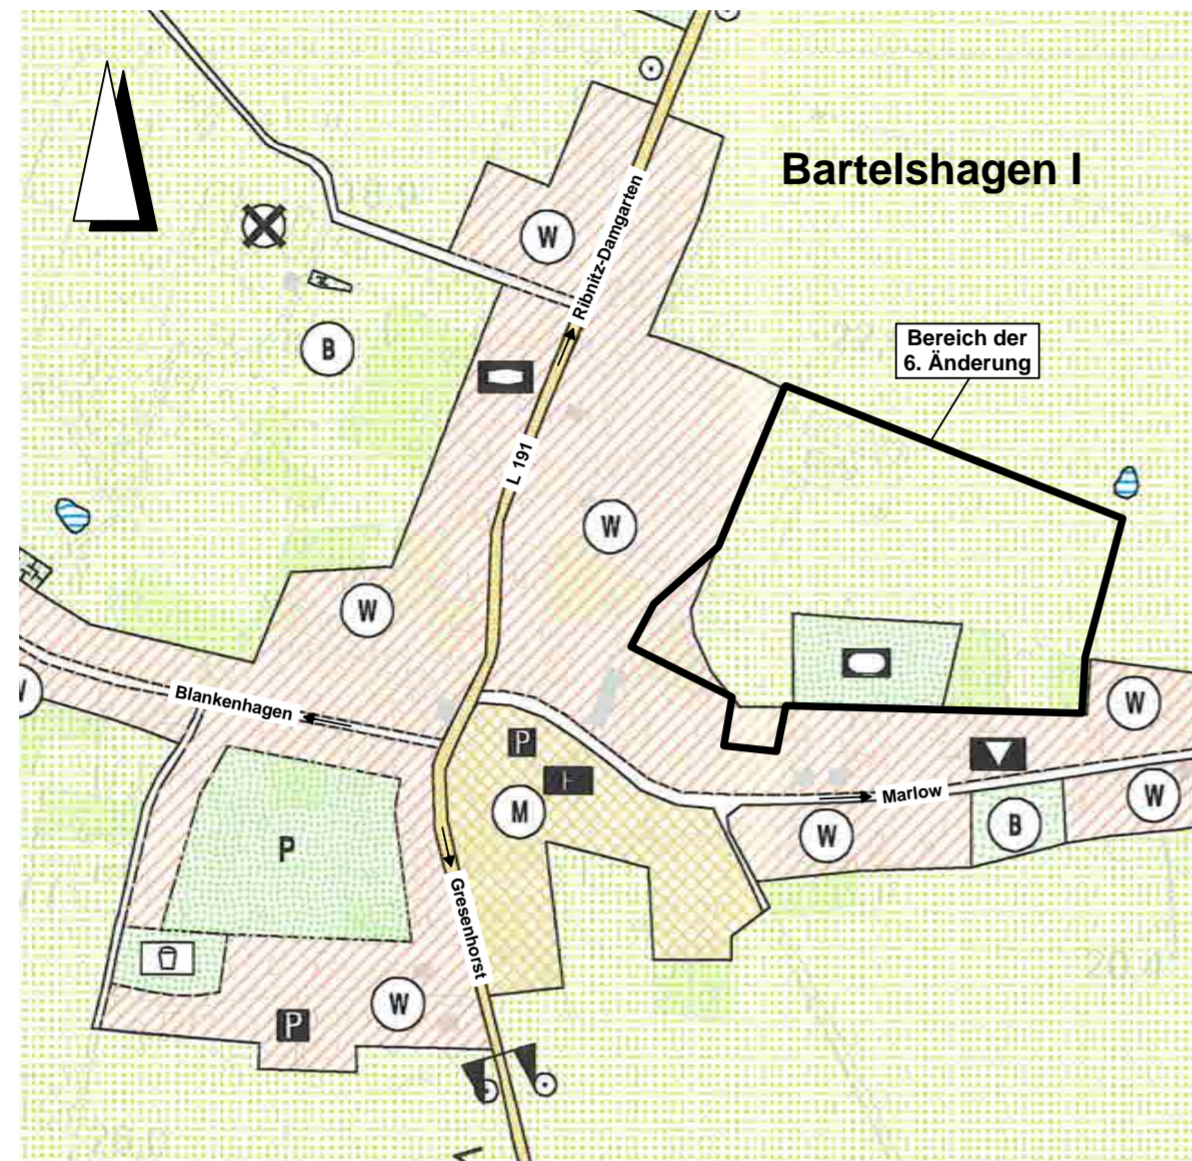 Bartelshagen I
W
Ribnitz-Damgarten
B
Bereich der
6. Änderung
L 191
W
W
W
Blankenhagen
P
M
Marlow
W
W
B
P
Gresenhorst
W
P